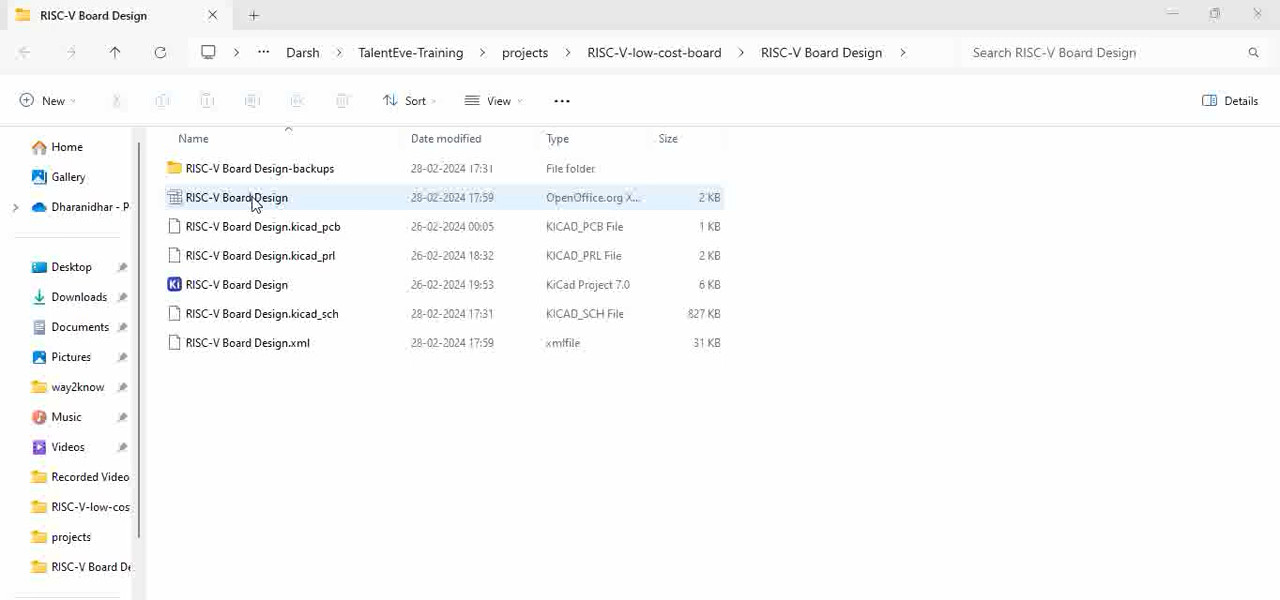 RISC-V Board Design
Darsh TalentEve-Training projects RISC-V-low-cost-board RISC-V Board Design Search RISC-V Board Design
New Sort View Details
Name Date modified Type Size
Home
Gallery
Dharanidhar - P
Desktop
Downloads
Documents
Pictures
way2know
Music
Videos
Recorded Video
RISC-V-low-cos
projects
RISC-V Board De
RISC-V Board Design-backups 28-02-2024 17:31 File folder
RISC-V Board Design 28-02-2024 17:59 OpenOffice.org X... 2 KB
RISC-V Board Design.kicad_pcb 26-02-2024 00:05 KICAD_PCB File 1 KB
RISC-V Board Design.kicad_prl 26-02-2024 18:32 KICAD_PRL File 2 KB
Ki RISC-V Board Design 26-02-2024 19:53 KiCad Project 7.0 6 KB
RISC-V Board Design.kicad_sch 28-02-2024 17:31 KICAD_SCH File 827 KB
RISC-V Board Design.xml 28-02-2024 17:59 xmlfile 31 KB